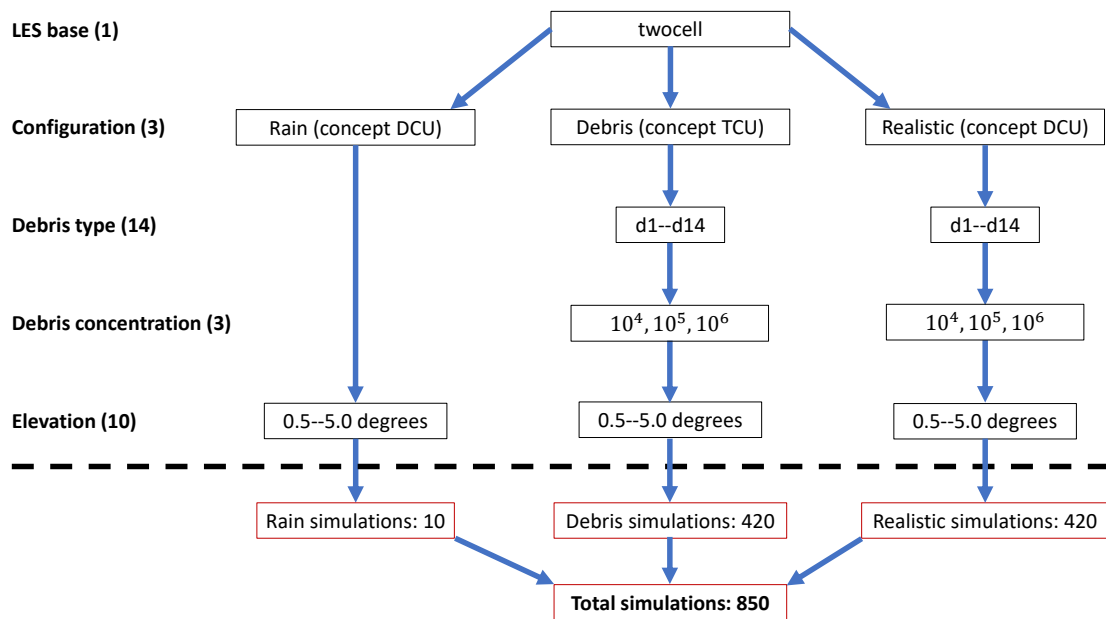 LES base (1)
twocell
Configuration (3)
Rain (concept DCU)
Debris (concept TCU)
Realistic (concept DCU)
Debris type (14)
d1--d14
d1--d14
Debris concentration (3)
10⁴, 10⁵, 10⁶
10⁴, 10⁵, 10⁶
Elevation (10)
0.5--5.0 degrees
0.5--5.0 degrees
0.5--5.0 degrees
Rain simulations: 10
Debris simulations: 420
Realistic simulations: 420
Total simulations: 850